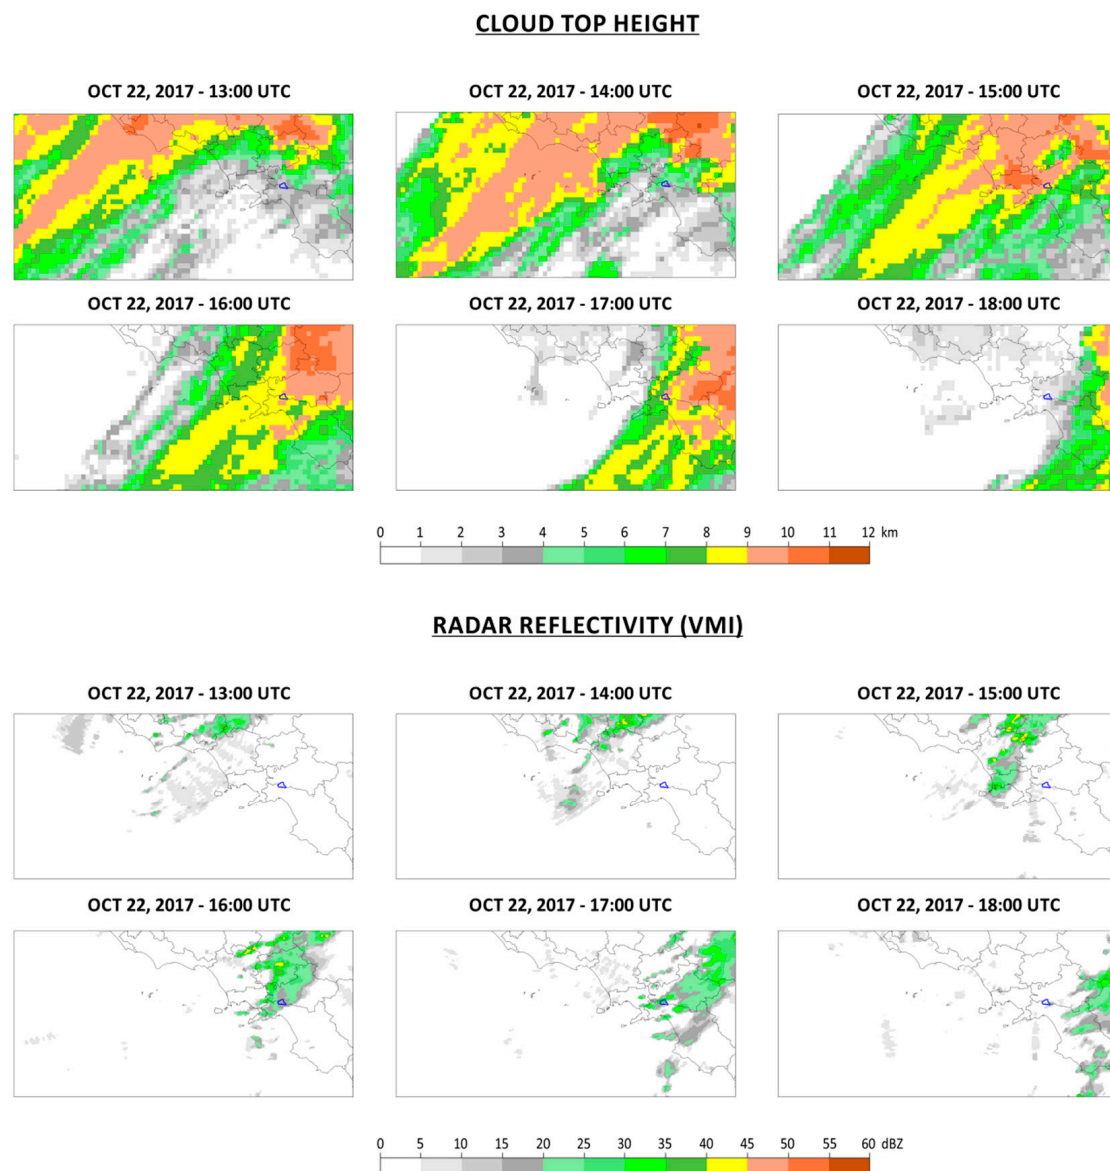 CLOUD TOP HEIGHT
OCT 22, 2017 - 13:00 UTC
OCT 22, 2017 - 14:00 UTC
OCT 22, 2017 - 15:00 UTC
OCT 22, 2017 - 16:00 UTC
OCT 22, 2017 - 17:00 UTC
OCT 22, 2017 - 18:00 UTC
0 1 2 3 4 5 6 7 8 9 10 11 12 km
RADAR REFLECTIVITY (VMI)
OCT 22, 2017 - 13:00 UTC
OCT 22, 2017 - 14:00 UTC
OCT 22, 2017 - 15:00 UTC
OCT 22, 2017 - 16:00 UTC
OCT 22, 2017 - 17:00 UTC
OCT 22, 2017 - 18:00 UTC
0 5 10 15 20 25 30 35 40 45 50 55 60 dBZ